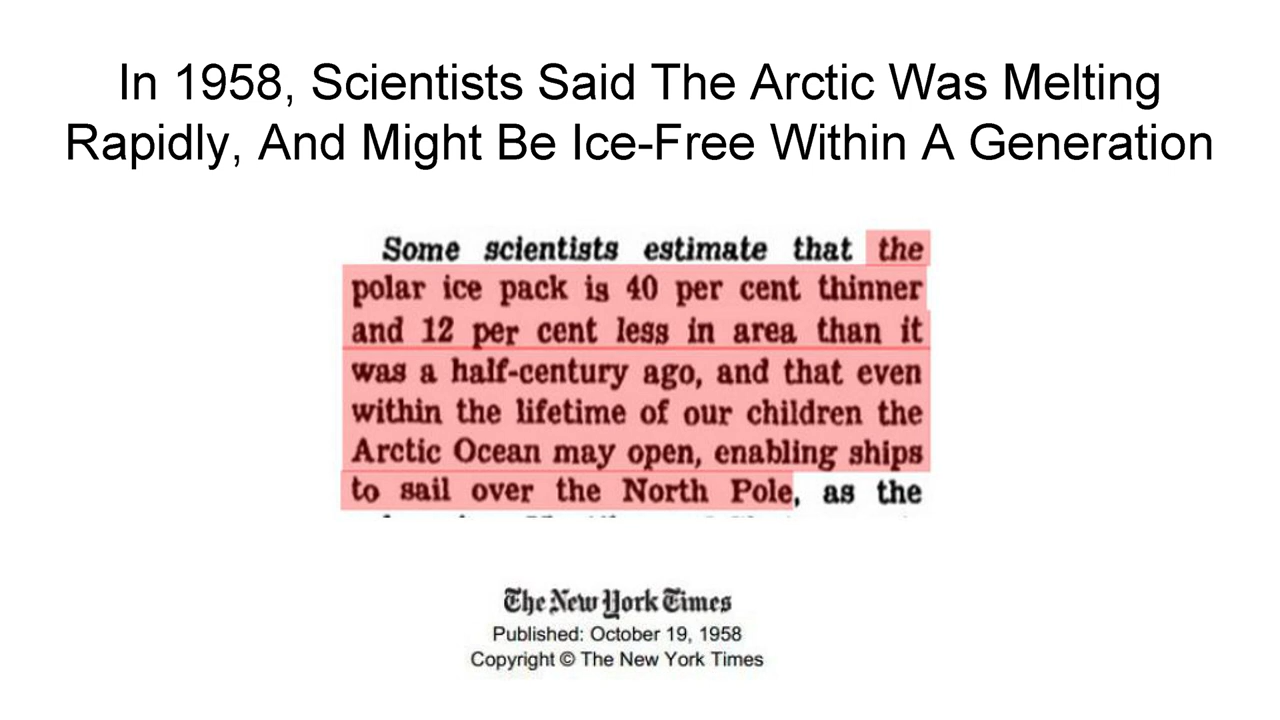 In 1958, Scientists Said The Arctic Was Melting
Rapidly, And Might Be Ice-Free Within A Generation
Some scientists estimate that the
polar ice pack is 40 per cent thinner
and 12 per cent less in area than it
was a half-century ago, and that even
within the lifetime of our children the
Arctic Ocean may open, enabling ships
to sail over the North Pole, as the
The New York Times
Published: October 19, 1958
Copyright © The New York Times